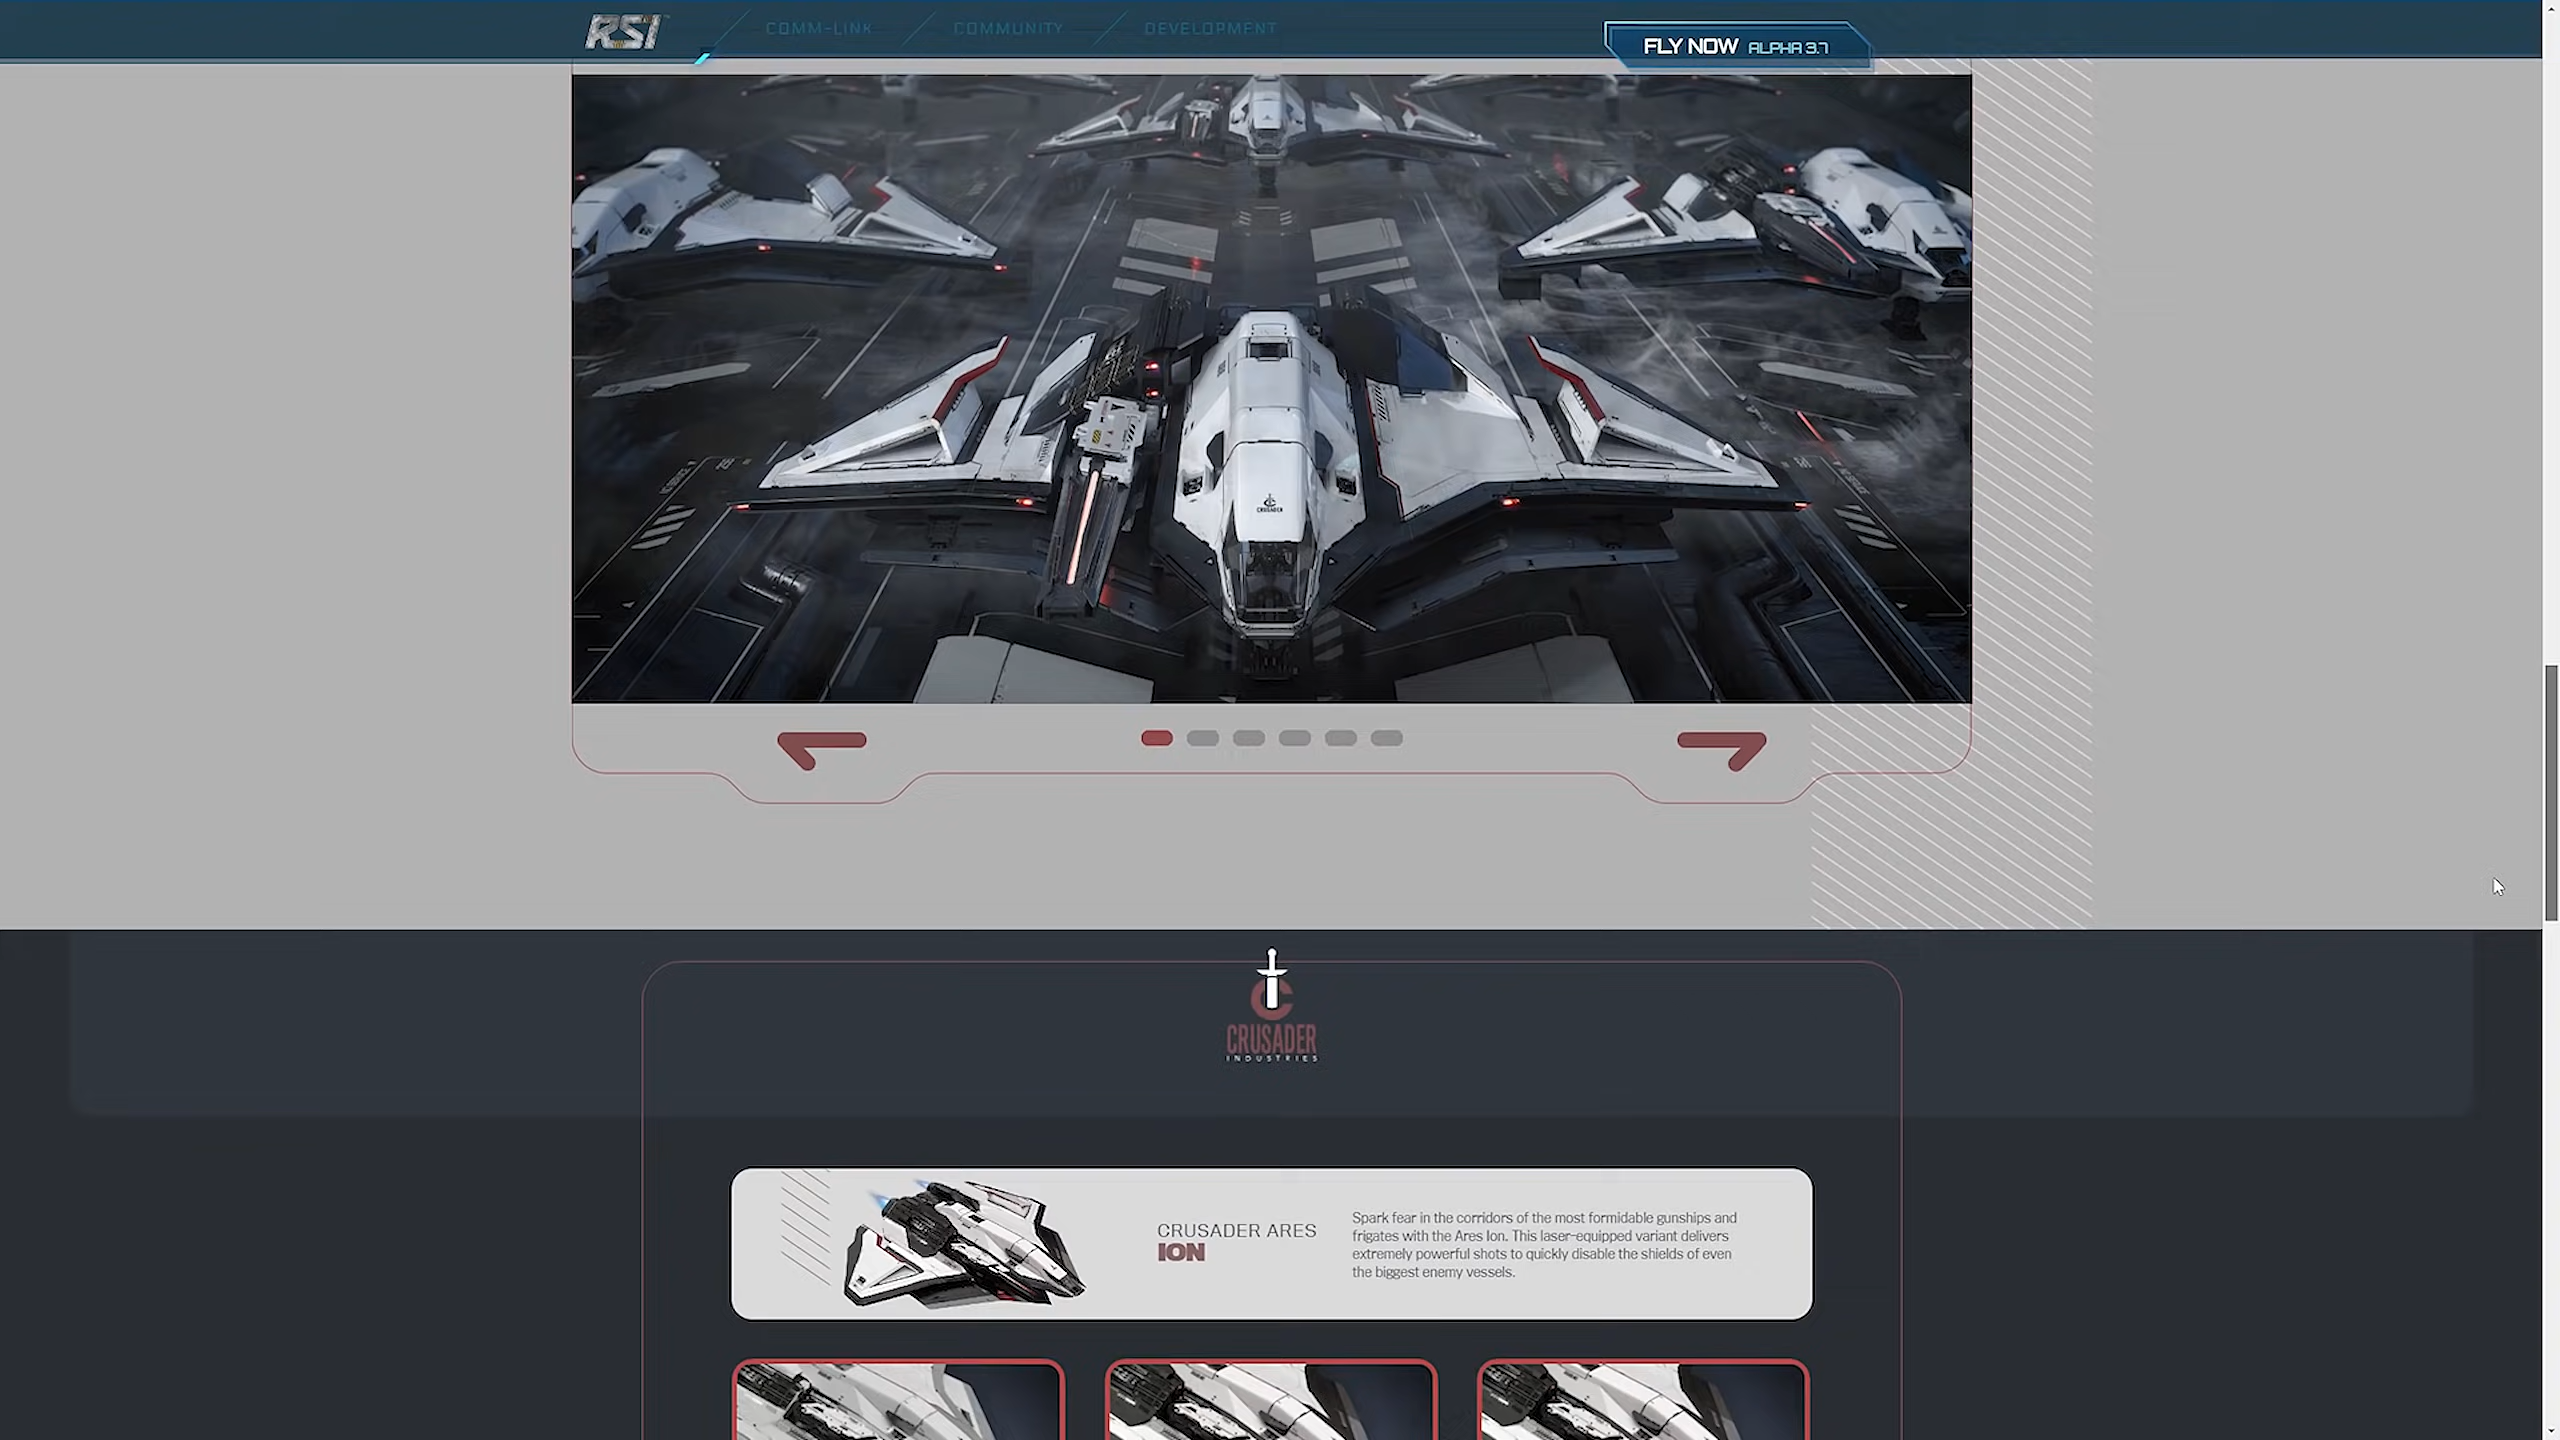 RSI
COMM-LINK
COMMUNITY
DEVELOPMENT
FLY NOW ALPHA 3.7
CRUSADER
CRUSADER
INDUSTRIES
CRUSADER ARES
ION
Spark fear in the corridors of the most formidable gunships and
frigates with the Ares Ion. This laser-equipped variant delivers
extremely powerful shots to quickly disable the shields of even
the biggest enemy vessels.